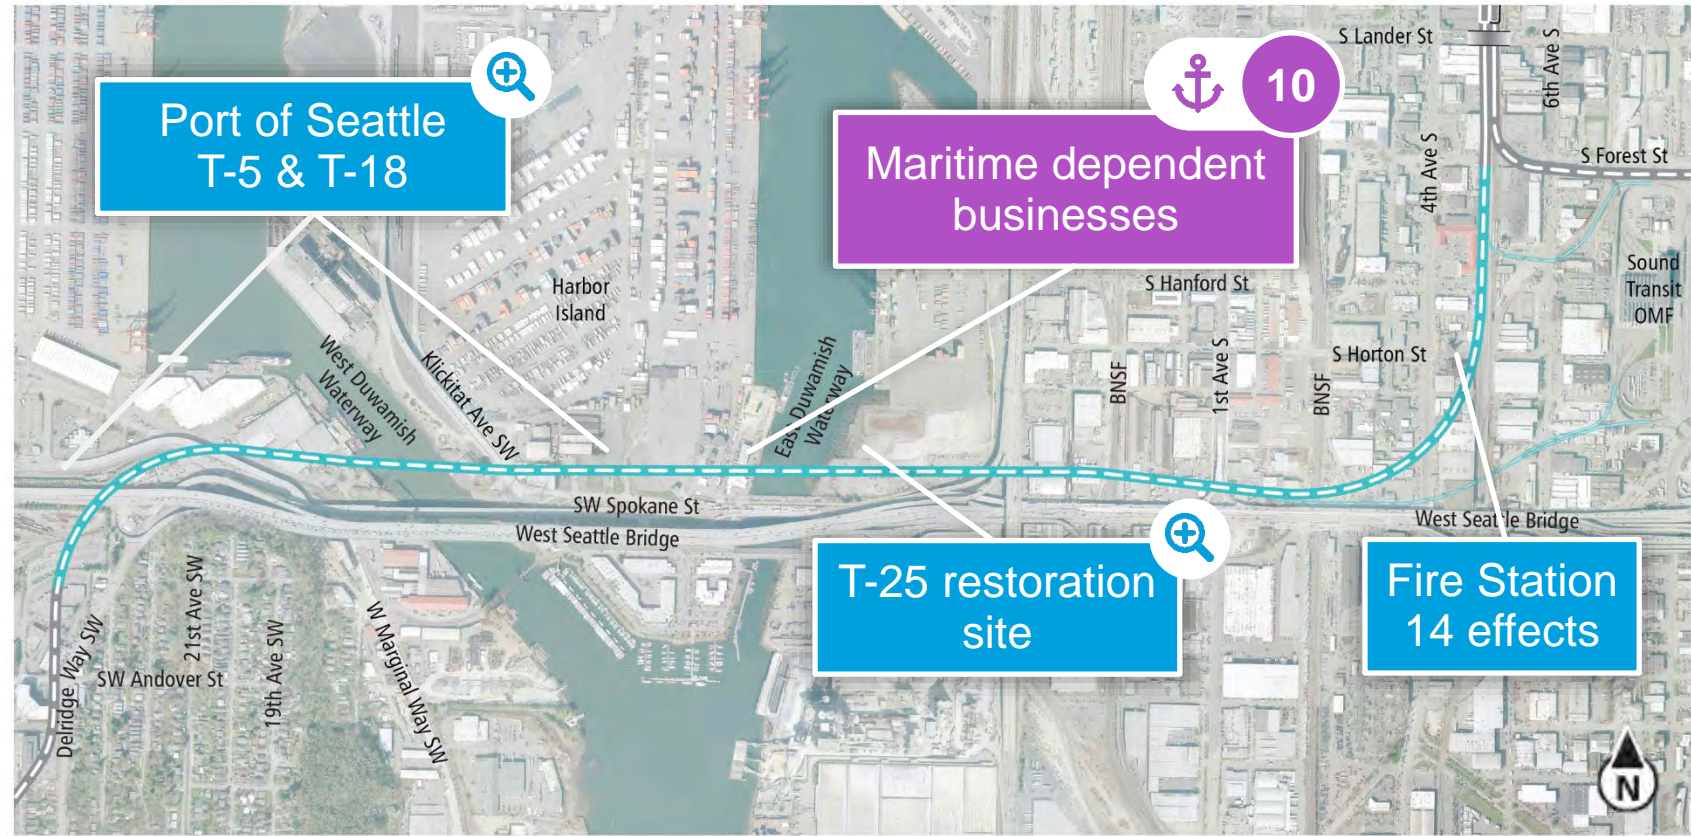 S Lander St
6th Ave S
Port of Seattle
T-5 & T-18
10
Maritime dependent
businesses
4th Ave S
S Forest St
Harbor
Island
S Hanford St
Sound
Transit
OMF
West Duwamish
Waterway
Klickitat Ave SW
East Duwamish
Waterway
BNSF
1st Ave S
BNSF
S Horton St
SW Spokane St
West Seattle Bridge
West Seattle Bridge
T-25 restoration
site
Fire Station
14 effects
Delridge Way SW
21st Ave SW
SW Andover St
19th Ave SW
W Marginal Way SW
N